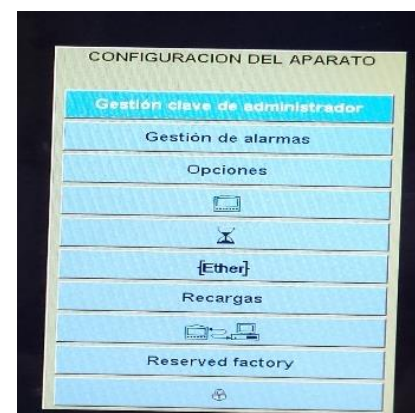 CONFIGURACION DEL APARATO
Gestión clave de administrador
Gestión de alarmas
Opciones
{Ether}
Recargas
Reserved factory